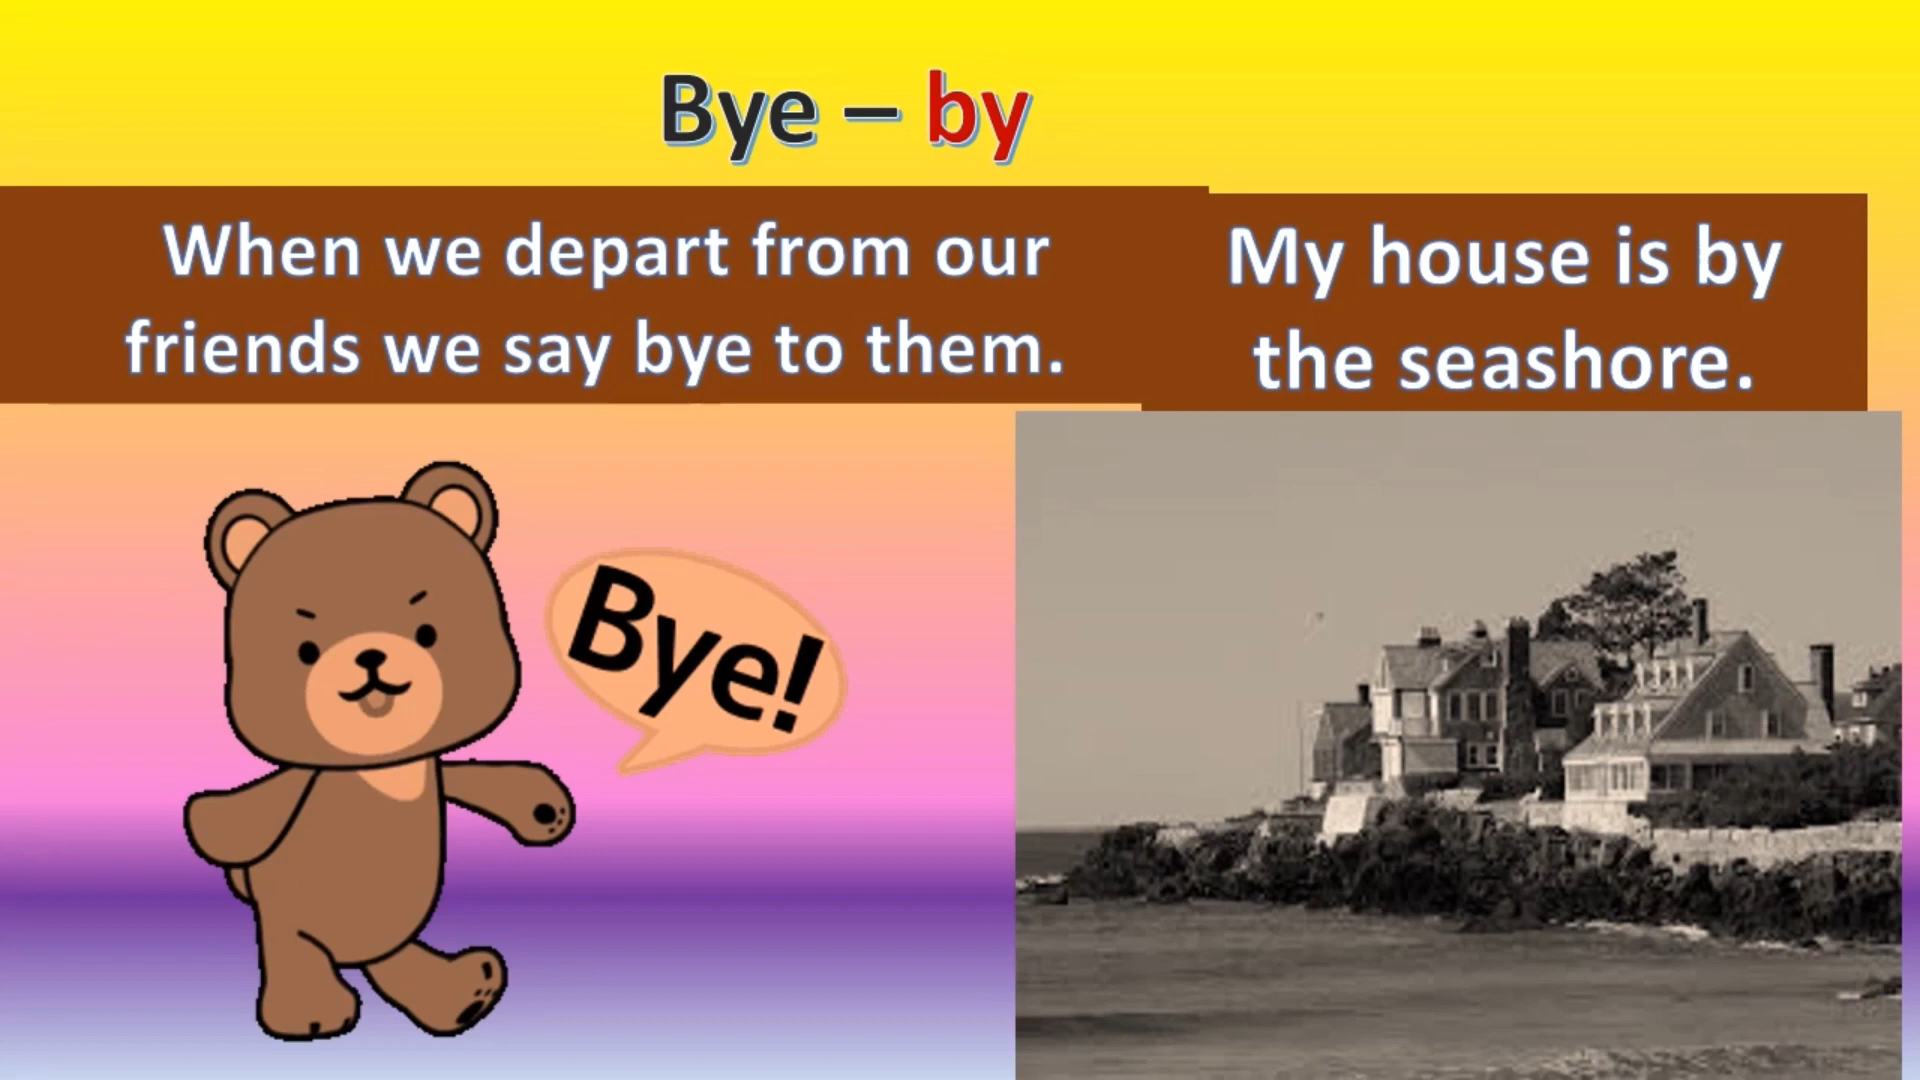 Bye – by
When we depart from our
friends we say bye to them.
My house is by
the seashore.
Bye!